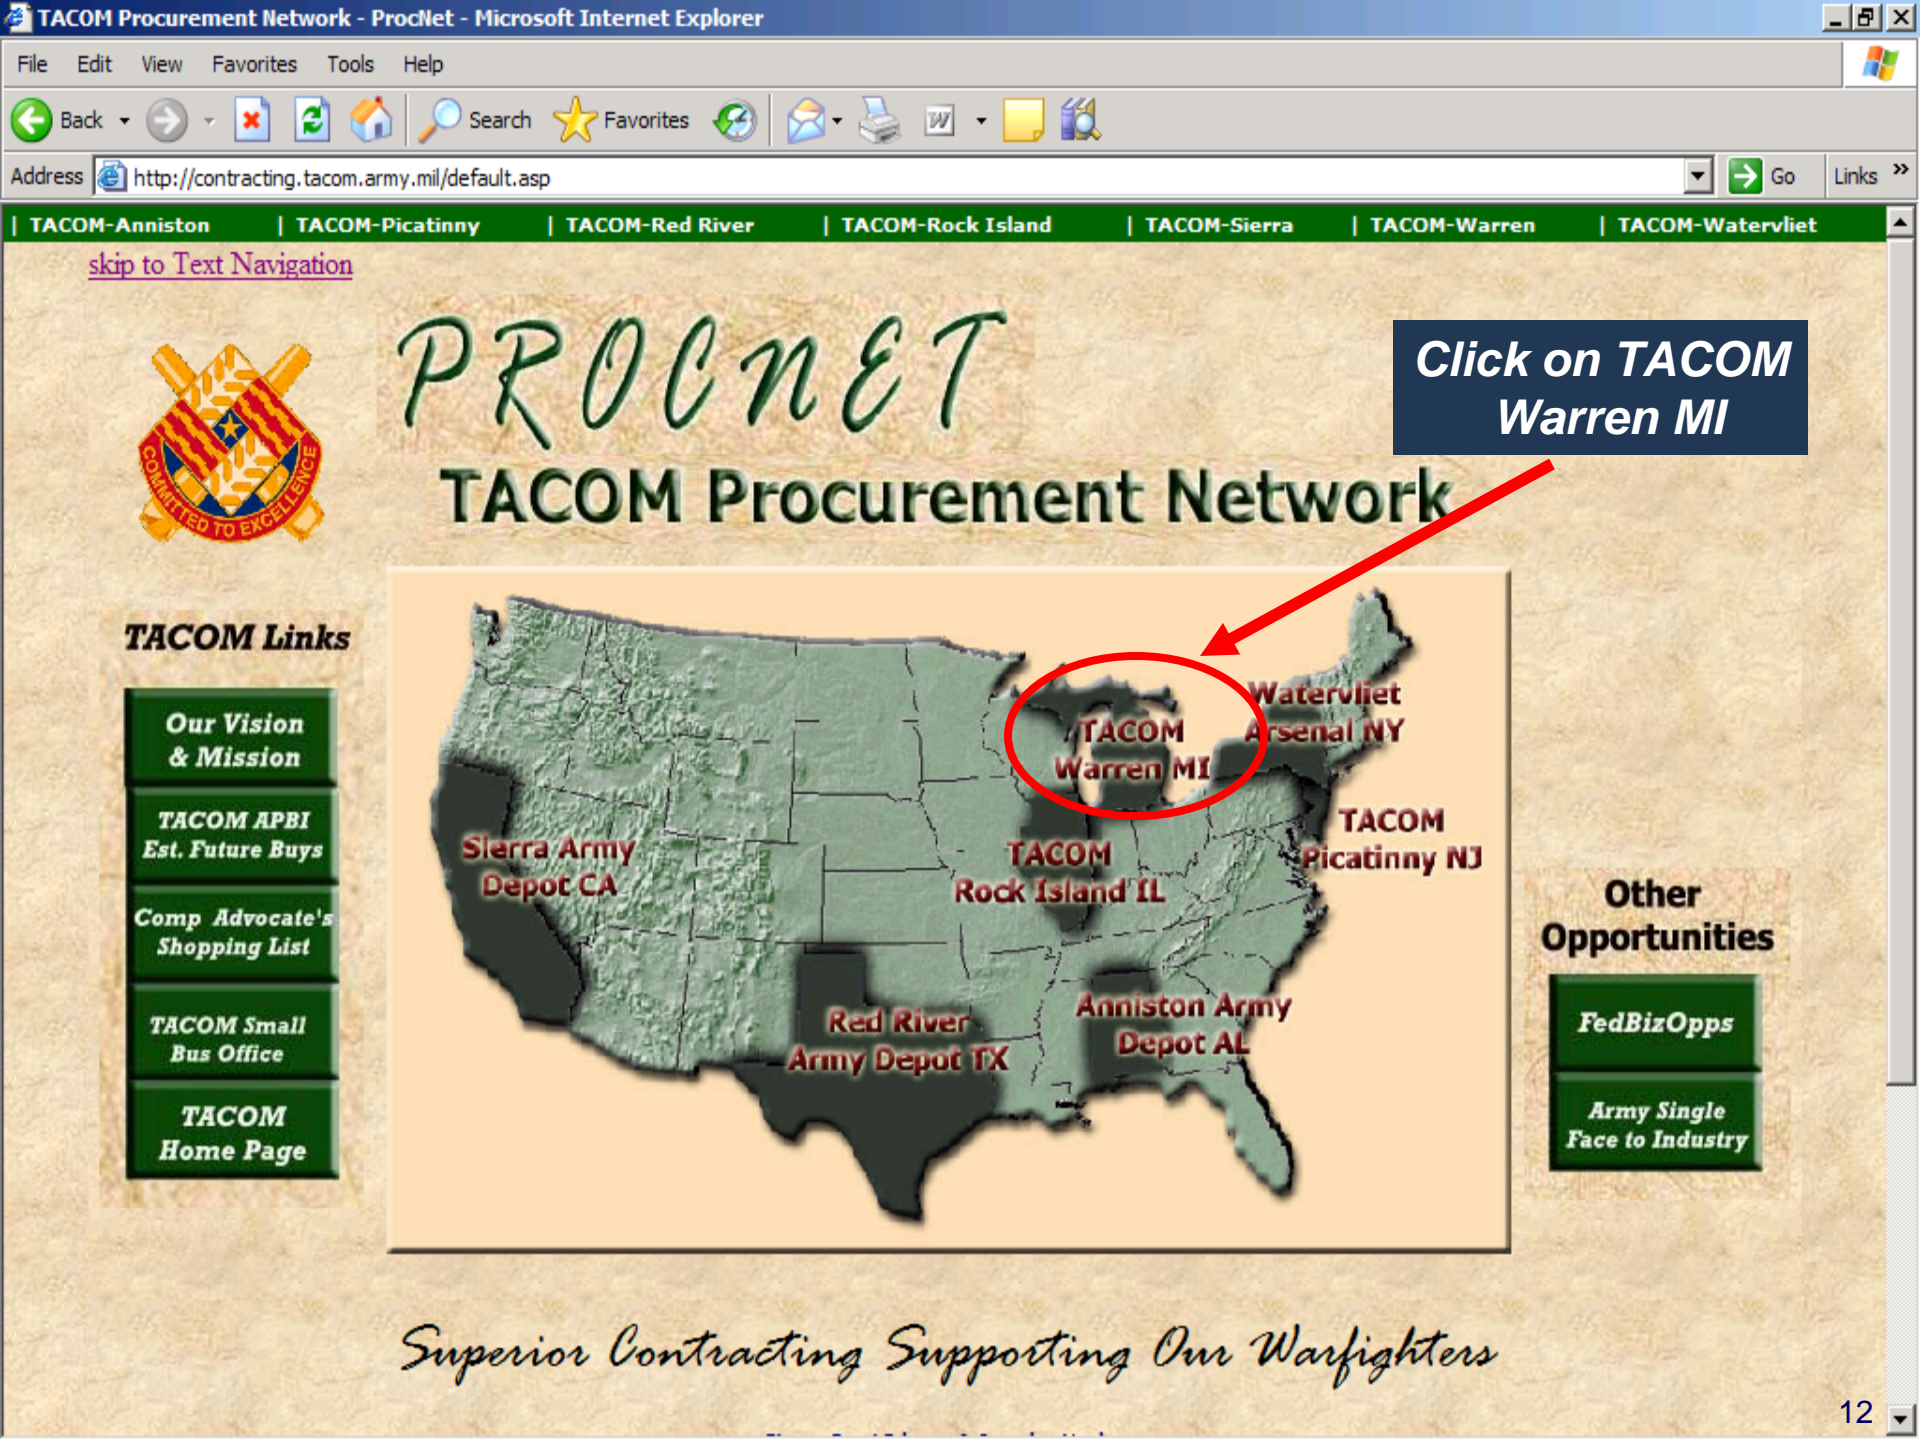 TACOM Procurement Network - ProcNet - Microsoft Internet Explorer
File Edit View Favorites Tools Help
Back Search Favorites
Address http://contracting.tacom.army.mil/default.asp Go Links »
| TACOM-Anniston | TACOM-Picatinny | TACOM-Red River | TACOM-Rock Island | TACOM-Sierra | TACOM-Warren | TACOM-Watervliet
skip to Text Navigation
PROCNET
TACOM Procurement Network
COMMITTED TO EXCELLENCE
Click on TACOM
Warren MI
TACOM Links
Our Vision
& Mission
TACOM APBI
Est. Future Buys
Comp Advocate's
Shopping List
TACOM Small
Bus Office
TACOM
Home Page
Watervliet
Arsenal NY
TACOM
Warren MI
TACOM
Picatinny NJ
Sierra Army
Depot CA
TACOM
Rock Island IL
Red River
Army Depot TX
Anniston Army
Depot AL
Other
Opportunities
FedBizOpps
Army Single
Face to Industry
Superior Contracting Supporting Our Warfighters
12